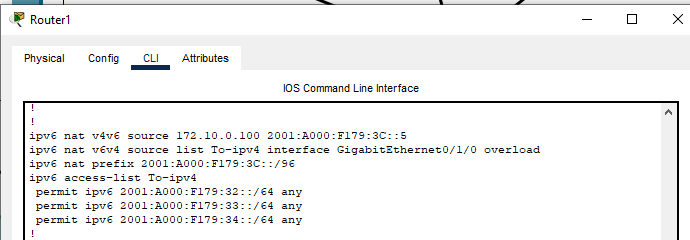 Router1
Physical Config CLI Attributes
IOS Command Line Interface
!
!
ipv6 nat v4v6 source 172.10.0.100 2001:A000:F179:3C::5
ipv6 nat v6v4 source list To-ipv4 interface GigabitEthernet0/1/0 overload
ipv6 nat prefix 2001:A000:F179:3C::/96
ipv6 access-list To-ipv4
 permit ipv6 2001:A000:F179:32::/64 any
 permit ipv6 2001:A000:F179:33::/64 any
 permit ipv6 2001:A000:F179:34::/64 any
!